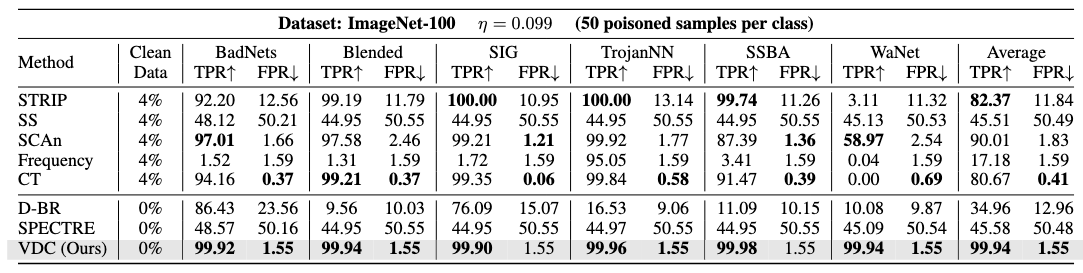 Dataset: ImageNet-100 η = 0.099 (50 poisoned samples per class)
Method Clean Data BadNets Blended SIG TrojanNN SSBA WaNet Average
TPR↑ FPR↓ TPR↑ FPR↓ TPR↑ FPR↓ TPR↑ FPR↓ TPR↑ FPR↓ TPR↑ FPR↓ TPR↑ FPR↓
STRIP 4% 92.20 12.56 99.19 11.79 100.00 10.95 100.00 13.14 99.74 11.26 3.11 11.32 82.37 11.84
SS 4% 48.12 50.21 44.95 50.55 44.95 50.55 44.95 50.55 44.95 50.55 45.13 50.53 45.51 50.49
SCAn 4% 97.01 1.66 97.58 2.46 99.21 1.21 99.92 1.77 87.39 1.36 58.97 2.54 90.01 1.83
Frequency 4% 1.52 1.59 1.31 1.59 1.72 1.59 95.05 1.59 3.41 1.59 0.04 1.59 17.18 1.59
CT 4% 94.16 0.37 99.21 0.37 99.35 0.06 99.84 0.58 91.47 0.39 0.00 0.69 80.67 0.41
D-BR 0% 86.43 23.56 9.56 10.03 76.09 15.07 16.53 9.06 11.09 10.15 10.08 9.87 34.96 12.96
SPECTRE 0% 48.57 50.16 44.95 50.55 44.95 50.55 44.97 50.55 44.95 50.55 45.09 50.54 45.58 50.48
VDC (Ours) 0% 99.92 1.55 99.94 1.55 99.90 1.55 99.96 1.55 99.98 1.55 99.94 1.55 99.94 1.55